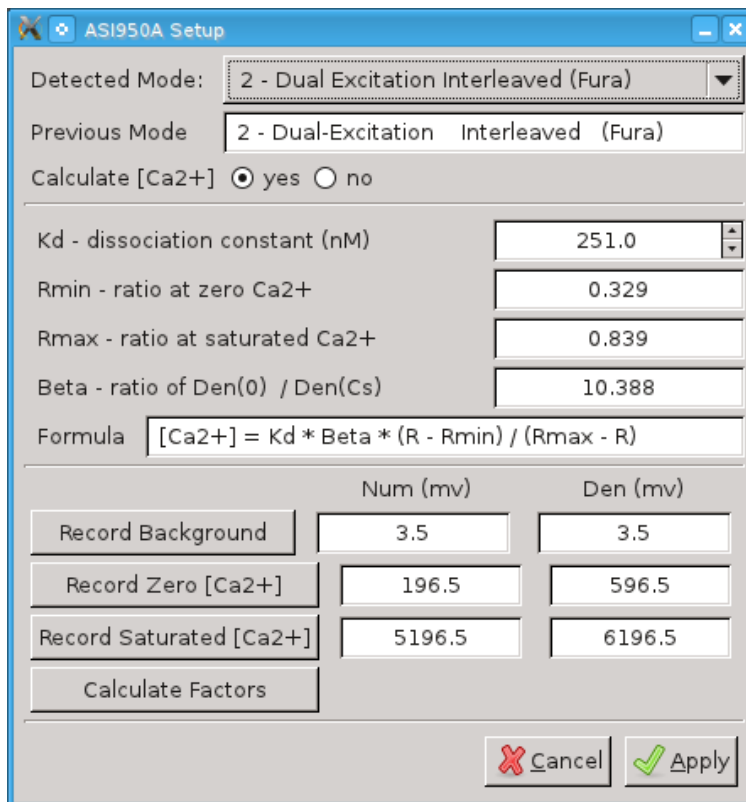 ASI950A Setup
Detected Mode: 2 - Dual Excitation Interleaved (Fura)
Previous Mode 2 - Dual-Excitation Interleaved (Fura)
Calculate [Ca2+] yes no
Kd - dissociation constant (nM) 251.0
Rmin - ratio at zero Ca2+ 0.329
Rmax - ratio at saturated Ca2+ 0.839
Beta - ratio of Den(0) / Den(Cs) 10.388
Formula [Ca2+] = Kd * Beta * (R - Rmin) / (Rmax - R)
Num (mv) Den (mv)
Record Background 3.5 3.5
Record Zero [Ca2+] 196.5 596.5
Record Saturated [Ca2+] 5196.5 6196.5
Calculate Factors
Cancel Apply